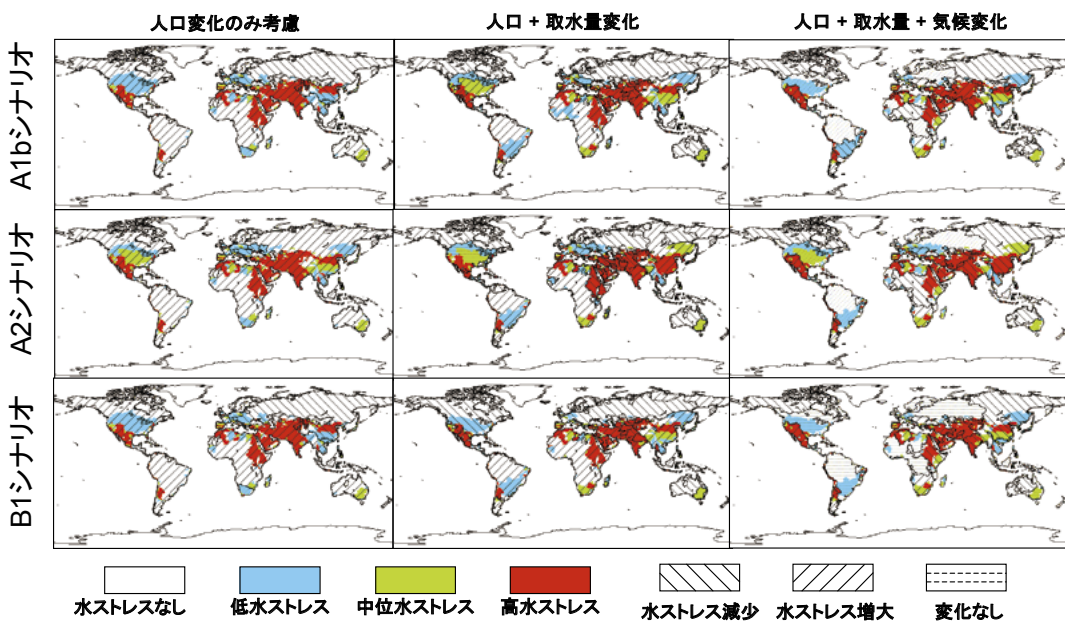 人口変化のみ考慮
人口 + 取水量変化
人口 + 取水量 + 気候変化
A1bシナリオ
A2シナリオ
B1シナリオ
水ストレスなし
低水ストレス
中位水ストレス
高水ストレス
水ストレス減少
水ストレス増大
変化なし